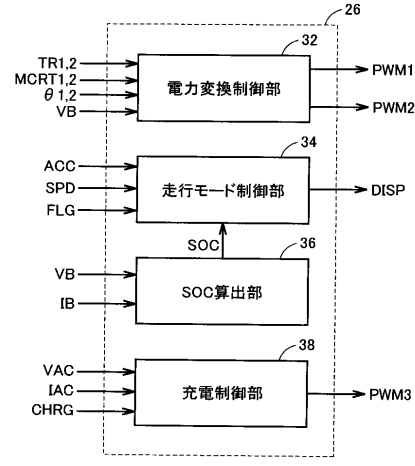 26
32
TR1,2
MCRT1,2
θ1,2
VB
電力変換制御部
PWM1
PWM2
34
ACC
SPD
FLG
走行モード制御部
DISP
SOC
36
VB
IB
SOC算出部
38
VAC
IAC
CHRG
充電制御部
PWM3